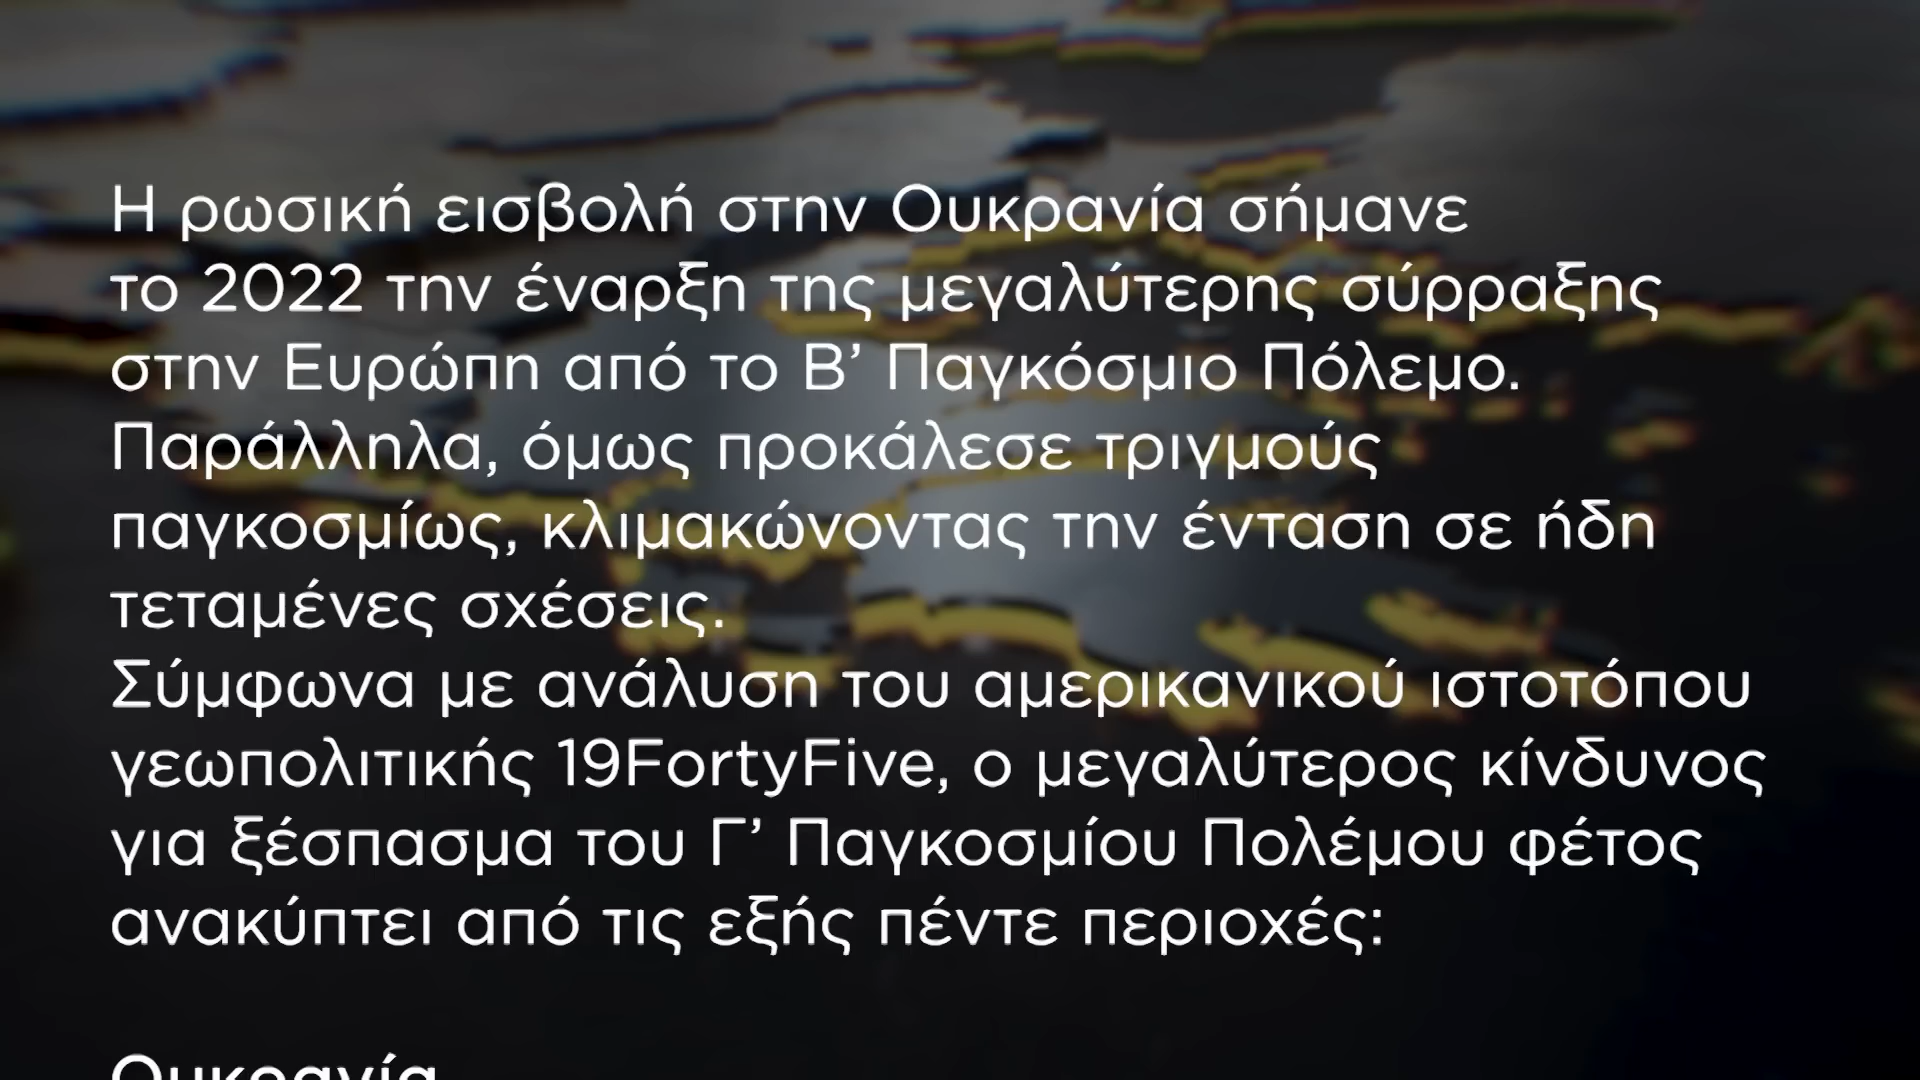 Η ρωσική εισβολή στην Ουκρανία σήμανε
το 2022 την έναρξη της μεγαλύτερης σύρραξης
στην Ευρώπη από το Β’ Παγκόσμιο Πόλεμο.
Παράλληλα, όμως προκάλεσε τριγμούς
παγκοσμίως, κλιμακώνοντας την ένταση σε ήδη
τεταμένες σχέσεις.
Σύμφωνα με ανάλυση του αμερικανικού ιστοτόπου
γεωπολιτικής 19FortyFive, ο μεγαλύτερος κίνδυνος
για ξέσπασμα του Γ’ Παγκοσμίου Πολέμου φέτος
ανακύπτει από τις εξής πέντε περιοχές:
Ουκρανία